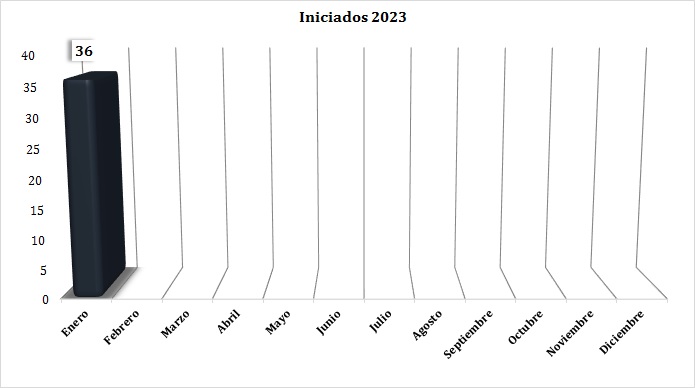 Iniciados 2023
36
40
35
30
25
20
15
10
5
0
Enero
Febrero
Marzo
Abril
Mayo
Junio
Julio
Agosto
Septiembre
Octubre
Noviembre
Diciembre